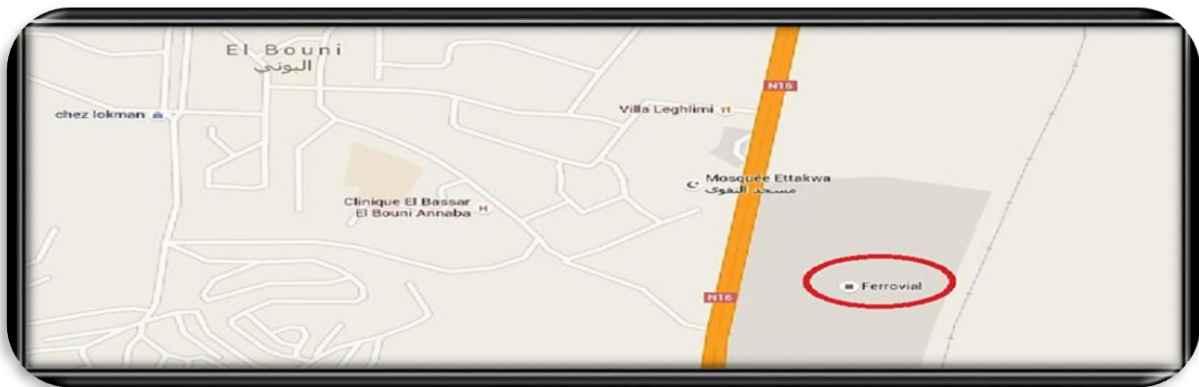 El Bouni
البوني
chez lokman
Villa Leghlimi
N16
Mosquée Ettakwa
مسجد التقوى
Clinique El Bassar
El Bouni Annaba
H
Ferrovial
N16